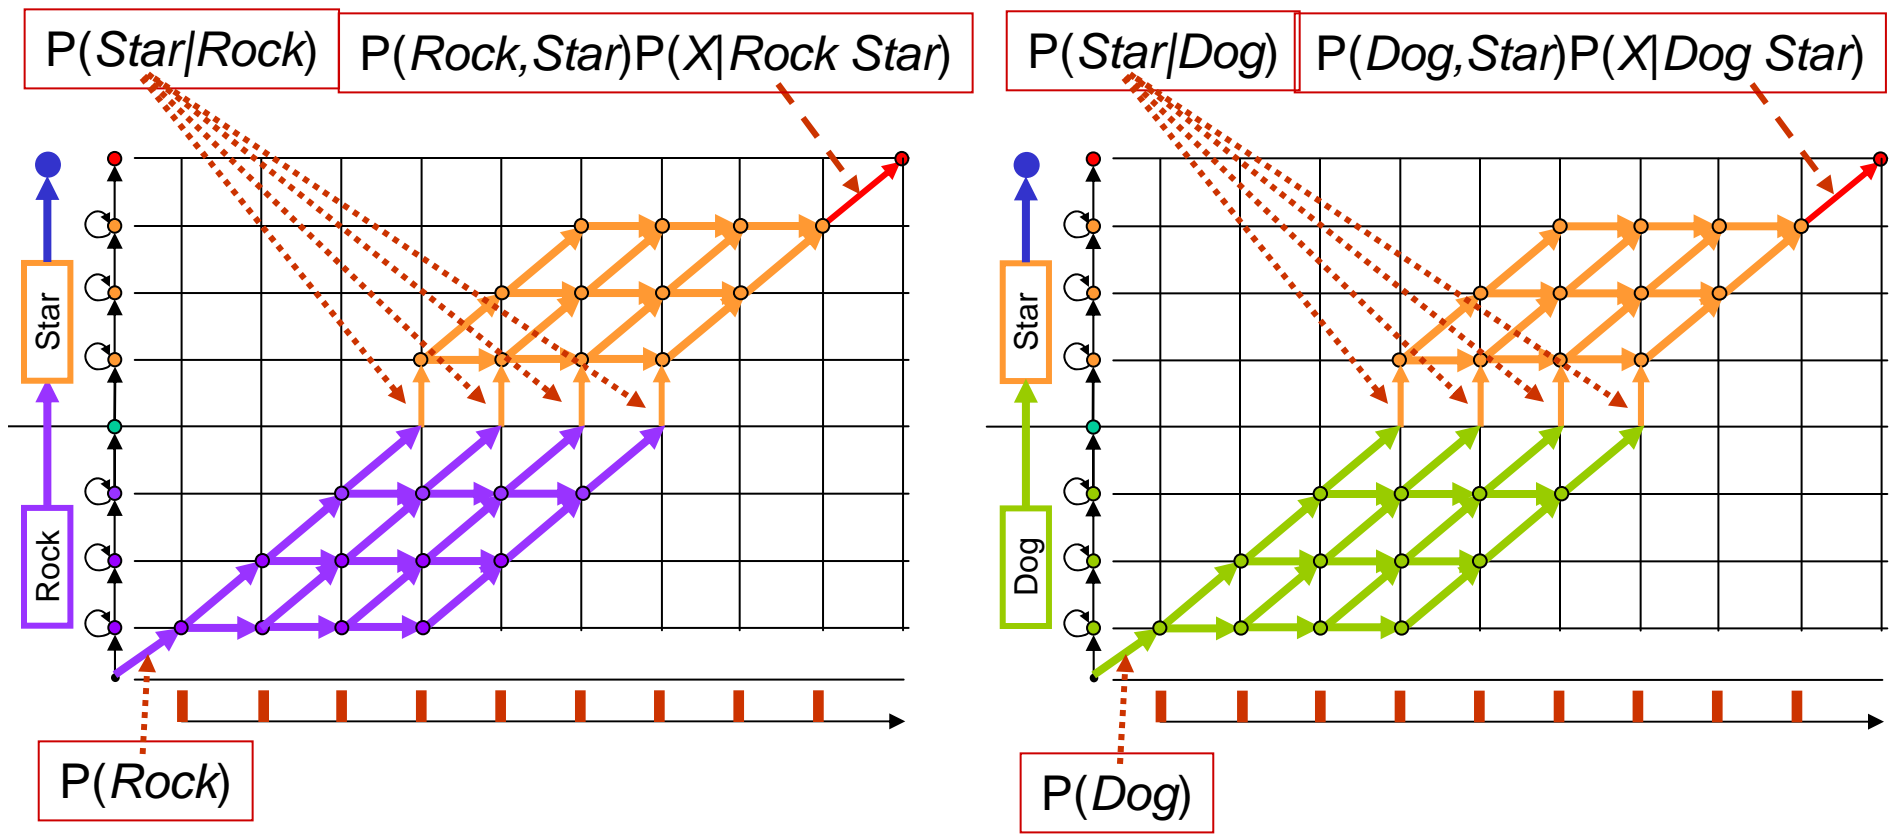 P(Star|Rock)
P(Rock,Star)P(X|Rock Star)
P(Star|Dog)
P(Dog,Star)P(X|Dog Star)
Star
Rock
Star
Dog
P(Rock)
P(Dog)